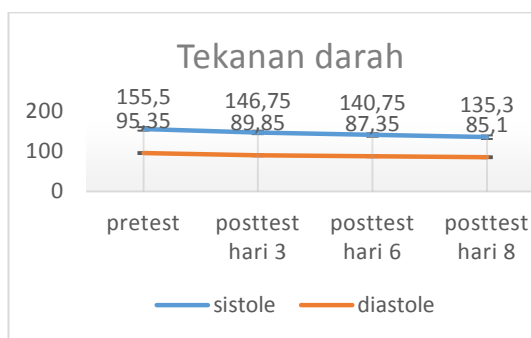 Tekanan darah
155,5 146,75 140,75 135,3
200 95,35 89,85 87,35 85,1
100
0
pretest posttest posttest posttest
hari 3 hari 6 hari 8
sistole diastole